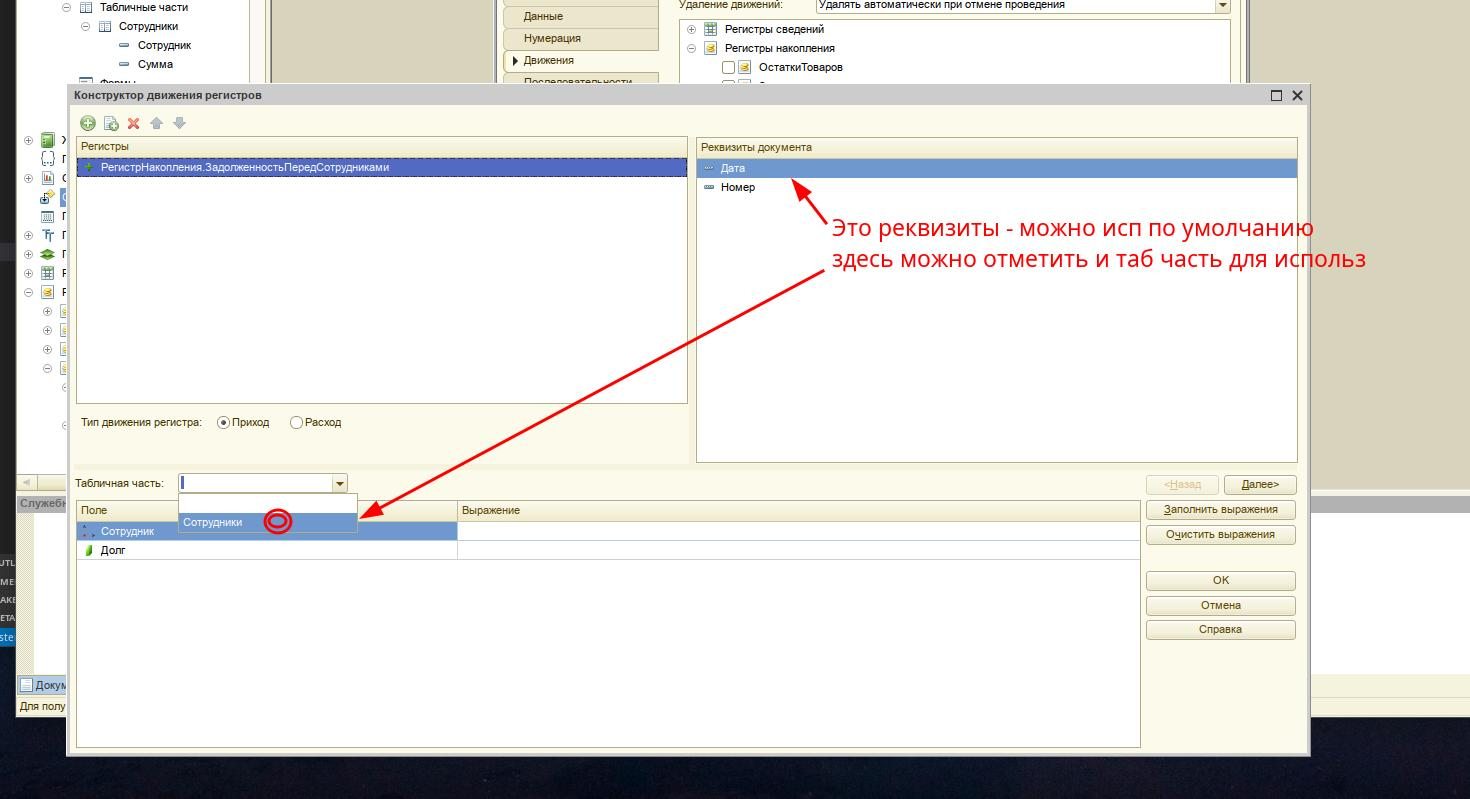 Табличные части
Сотрудники
Сотрудник
Сумма
Формы
Данные
Нумерация
Движения
Последовательности
Удаление движений:
Удалять автоматически при отмене проведения
Регистры сведений
Регистры накопления
ОстаткиТоваров
Конструктор движения регистров
Регистры
РегистрНакопления.ЗадолженностьПередСотрудниками
Реквизиты документа
Дата
Номер
Это реквизиты - можно исп по умолчанию
здесь можно отметить и таб часть для использ
Тип движения регистра:
Приход
Расход
Табличная часть:
Сотрудники
<Назад
Далее>
Поле
Выражение
Сотрудник
Долг
Заполнить выражения
Очистить выражения
OK
Отмена
Справка
Для полу